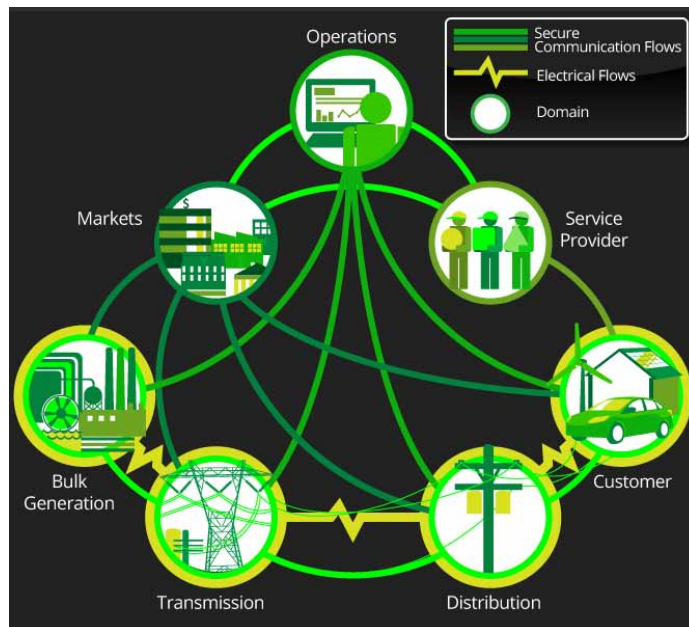 Operations
Secure
Communication Flows
Electrical Flows
Domain
Markets
$
Service
Provider
Bulk
Generation
Customer
Transmission
Distribution